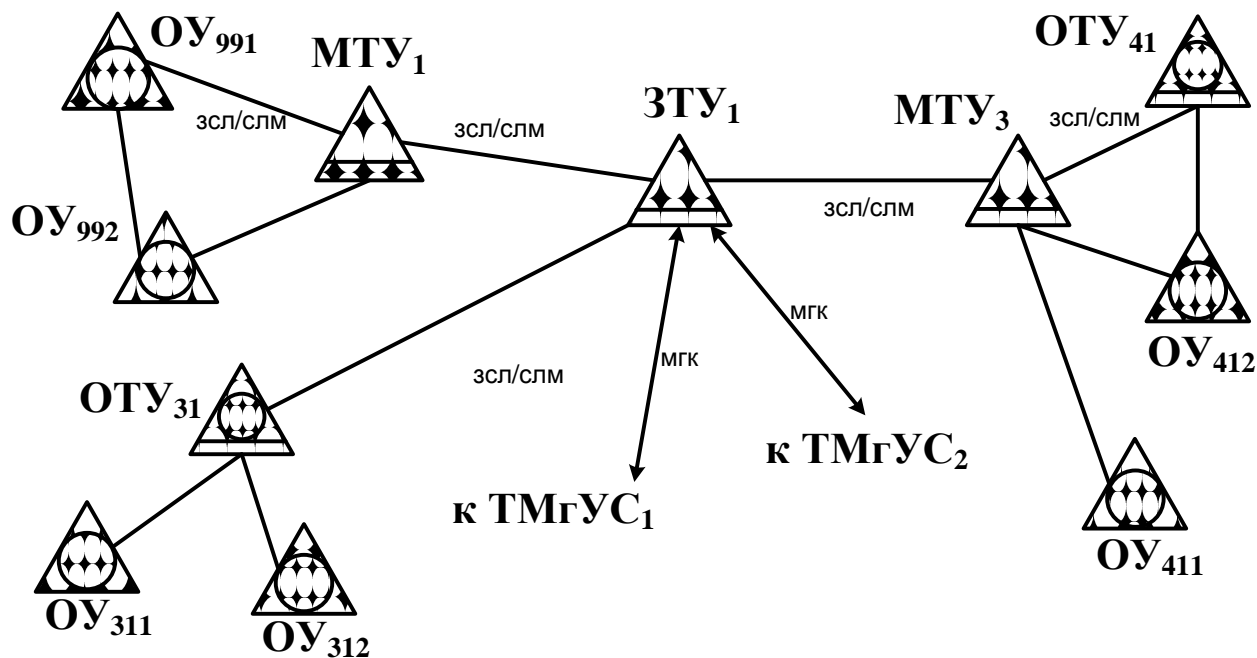 ОУ991
МТУ1
ЗТУ1
МТУ3
ОТУ41
зсл/слм
зсл/слм
зсл/слм
зсл/слм
ОУ992
мгк
мгк
зсл/слм
ОУ412
ОТУ31
к ТМгУС1
к ТМгУС2
ОУ411
ОУ311
ОУ312